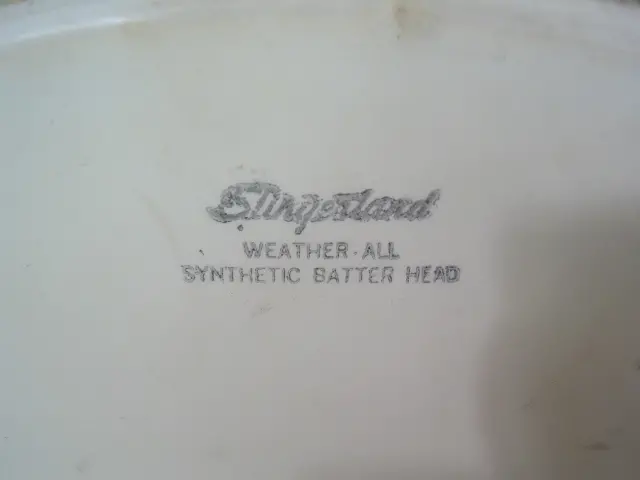 Slingerland
WEATHER-ALL
SYNTHETIC BATTER HEAD